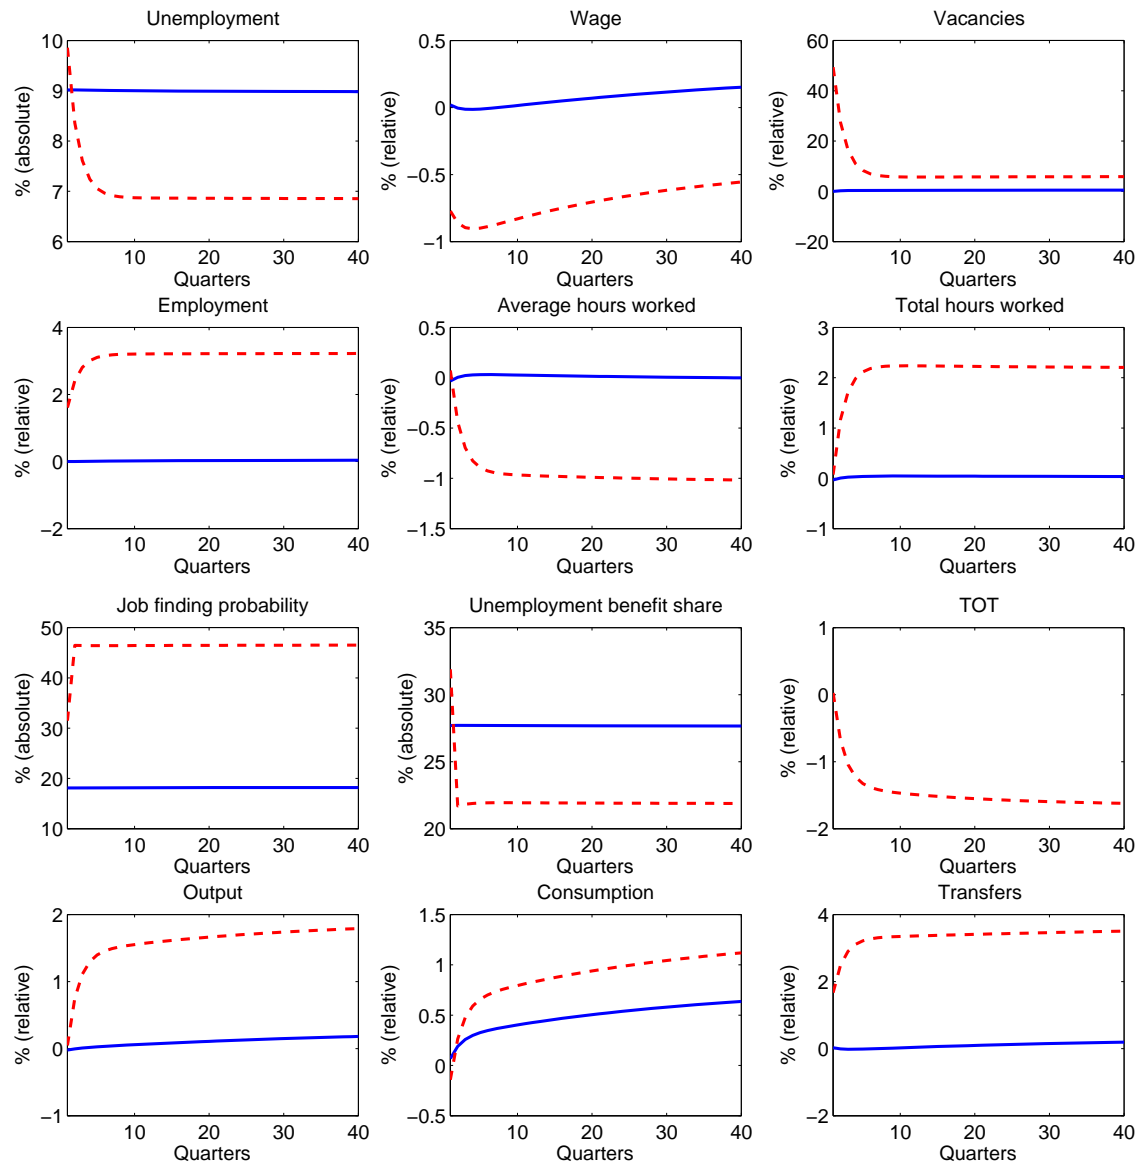 Unemployment
% (absolute)
10
9
8
7
6
10 20 30 40
Quarters
Wage
% (relative)
0.5
0
−0.5
−1
10 20 30 40
Quarters
Vacancies
% (relative)
60
40
20
0
−20
10 20 30 40
Quarters
Employment
% (relative)
4
2
0
−2
10 20 30 40
Quarters
Average hours worked
% (relative)
0.5
0
−0.5
−1
−1.5
10 20 30 40
Quarters
Total hours worked
% (relative)
3
2
1
0
−1
10 20 30 40
Quarters
Job finding probability
% (absolute)
50
40
30
20
10
10 20 30 40
Quarters
Unemployment benefit share
% (absolute)
35
30
25
20
10 20 30 40
Quarters
TOT
% (relative)
1
0
−1
−2
10 20 30 40
Quarters
Output
% (relative)
2
1
0
−1
10 20 30 40
Quarters
Consumption
% (relative)
1.5
1
0.5
0
−0.5
10 20 30 40
Quarters
Transfers
% (relative)
4
2
0
−2
10 20 30 40
Quarters